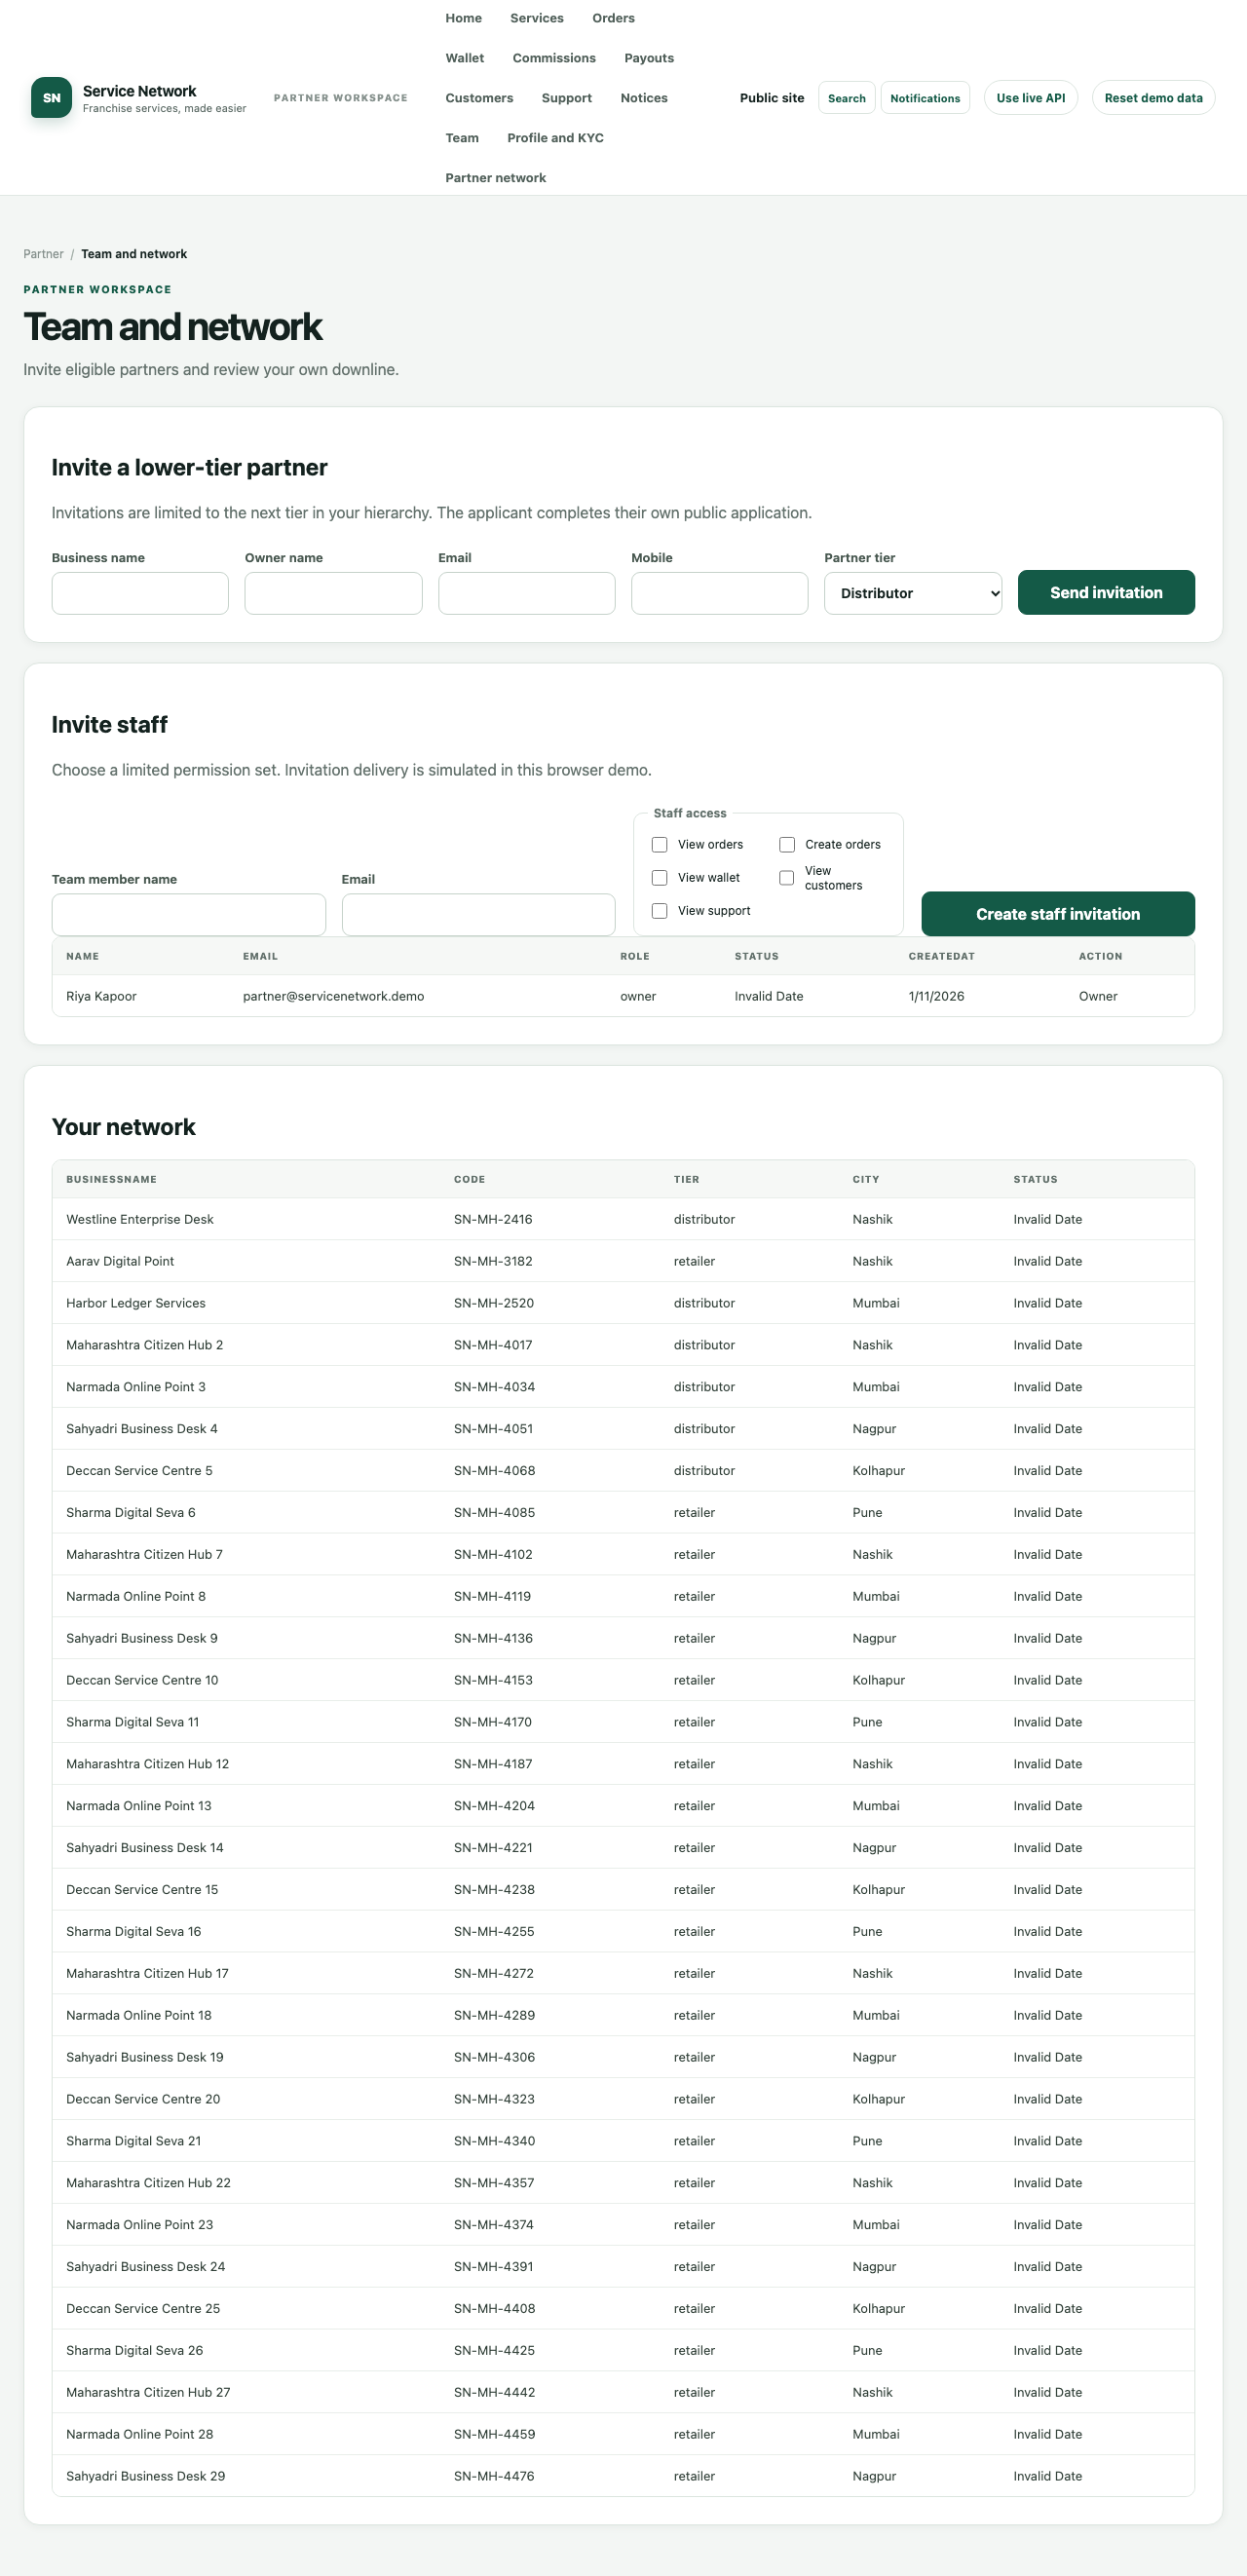 Home Services Orders
Wallet Commissions Payouts
SN Service Network
Franchise services, made easier
PARTNER WORKSPACE
Customers Support Notices
Public site Search Notifications Use live API Reset demo data
Team Profile and KYC
Partner network
Partner / Team and network
PARTNER WORKSPACE
Team and network
Invite eligible partners and review your own downline.
Invite a lower-tier partner
Invitations are limited to the next tier in your hierarchy. The applicant completes their own public application.
Business name Owner name Email Mobile Partner tier
Distributor Send invitation
Invite staff
Choose a limited permission set. Invitation delivery is simulated in this browser demo.
Staff access
View orders Create orders
View wallet View customers
View support
Team member name Email
Create staff invitation
NAME EMAIL ROLE STATUS CREATEDAT ACTION
Riya Kapoor partner@servicenetwork.demo owner Invalid Date 1/11/2026 Owner
Your network
BUSINESSNAME CODE TIER CITY STATUS
Westline Enterprise Desk SN-MH-2416 distributor Nashik Invalid Date
Aarav Digital Point SN-MH-3182 retailer Nashik Invalid Date
Harbor Ledger Services SN-MH-2520 distributor Mumbai Invalid Date
Maharashtra Citizen Hub 2 SN-MH-4017 distributor Nashik Invalid Date
Narmada Online Point 3 SN-MH-4034 distributor Mumbai Invalid Date
Sahyadri Business Desk 4 SN-MH-4051 distributor Nagpur Invalid Date
Deccan Service Centre 5 SN-MH-4068 distributor Kolhapur Invalid Date
Sharma Digital Seva 6 SN-MH-4085 retailer Pune Invalid Date
Maharashtra Citizen Hub 7 SN-MH-4102 retailer Nashik Invalid Date
Narmada Online Point 8 SN-MH-4119 retailer Mumbai Invalid Date
Sahyadri Business Desk 9 SN-MH-4136 retailer Nagpur Invalid Date
Deccan Service Centre 10 SN-MH-4153 retailer Kolhapur Invalid Date
Sharma Digital Seva 11 SN-MH-4170 retailer Pune Invalid Date
Maharashtra Citizen Hub 12 SN-MH-4187 retailer Nashik Invalid Date
Narmada Online Point 13 SN-MH-4204 retailer Mumbai Invalid Date
Sahyadri Business Desk 14 SN-MH-4221 retailer Nagpur Invalid Date
Deccan Service Centre 15 SN-MH-4238 retailer Kolhapur Invalid Date
Sharma Digital Seva 16 SN-MH-4255 retailer Pune Invalid Date
Maharashtra Citizen Hub 17 SN-MH-4272 retailer Nashik Invalid Date
Narmada Online Point 18 SN-MH-4289 retailer Mumbai Invalid Date
Sahyadri Business Desk 19 SN-MH-4306 retailer Nagpur Invalid Date
Deccan Service Centre 20 SN-MH-4323 retailer Kolhapur Invalid Date
Sharma Digital Seva 21 SN-MH-4340 retailer Pune Invalid Date
Maharashtra Citizen Hub 22 SN-MH-4357 retailer Nashik Invalid Date
Narmada Online Point 23 SN-MH-4374 retailer Mumbai Invalid Date
Sahyadri Business Desk 24 SN-MH-4391 retailer Nagpur Invalid Date
Deccan Service Centre 25 SN-MH-4408 retailer Kolhapur Invalid Date
Sharma Digital Seva 26 SN-MH-4425 retailer Pune Invalid Date
Maharashtra Citizen Hub 27 SN-MH-4442 retailer Nashik Invalid Date
Narmada Online Point 28 SN-MH-4459 retailer Mumbai Invalid Date
Sahyadri Business Desk 29 SN-MH-4476 retailer Nagpur Invalid Date